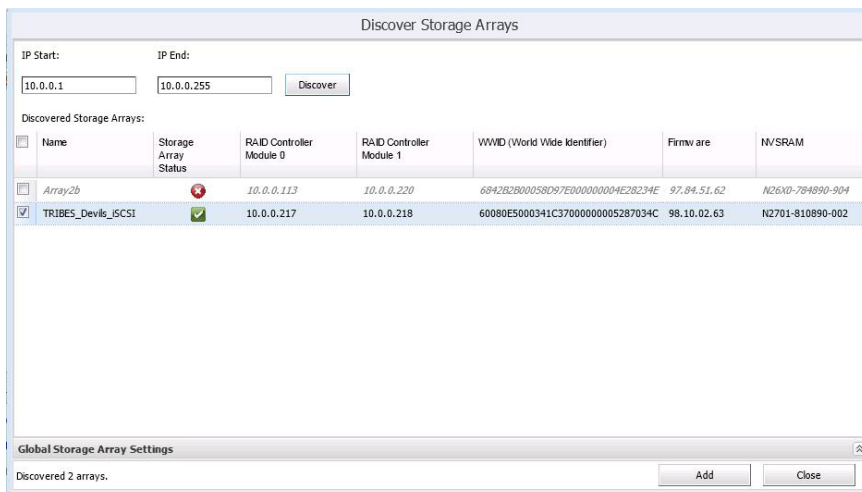 Discover Storage Arrays
IP Start: IP End:
10.0.0.1 10.0.0.255 Discover
Discovered Storage Arrays:
Name Storage Array Status RAID Controller Module 0 RAID Controller Module 1 WWID (World Wide Identifier) Firmware NVSRAM
Array2b 10.0.0.113 10.0.0.220 6842B2B00058D97E000000004E28234E 97.84.51.62 N26X0-784890-904
TRIBES_Devils_iSCSI 10.0.0.217 10.0.0.218 60080E5000341C37000000005287034C 98.10.02.63 N2701-810890-002
Global Storage Array Settings
Discovered 2 arrays. Add Close